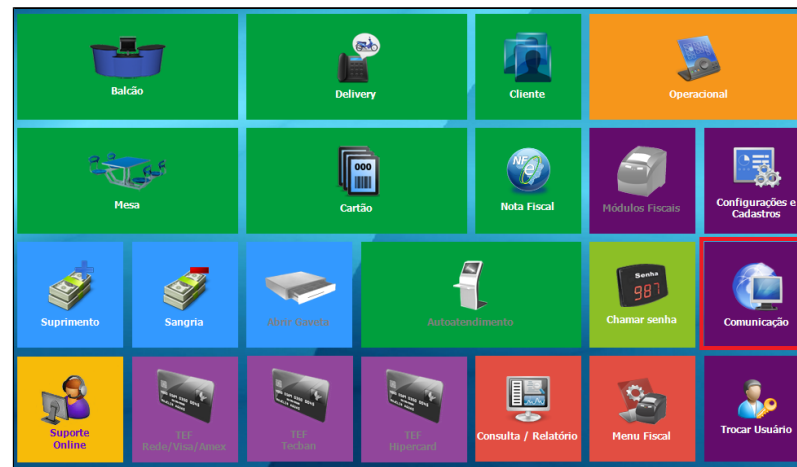 Balcão
Delivery
Cliente
Operacional
Mesa
000
Cartão
NF
e
Nota Fiscal
Módulos Fiscais
Configurações e
Cadastros
Suprimento
Sangria
Abrir Gaveta
Autoatendimento
Senha
987
Chamar senha
Comunicação
Suporte
Online
TEF
Rede/Visa/Amex
TEF
Tecban
TEF
Hipercard
Consulta / Relatório
Menu Fiscal
Trocar Usuário